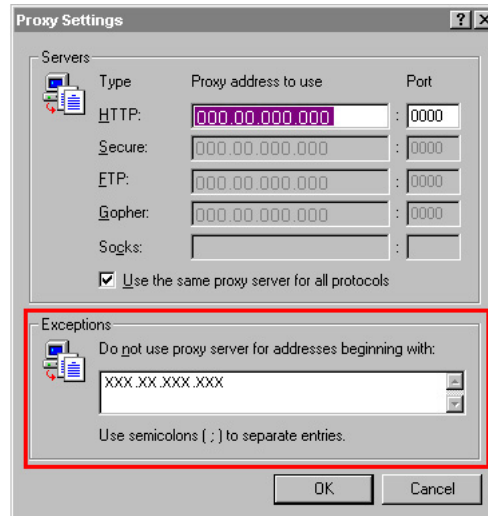 Proxy Settings
Servers
Type Proxy address to use Port
HTTP: 000.00.000.000 : 0000
Secure: 000.00.000.000 : 0000
FTP: 000.00.000.000 : 0000
Gopher: 000.00.000.000 : 0000
Socks: :
Use the same proxy server for all protocols
Exceptions
Do not use proxy server for addresses beginning with:
XXX.XX.XXX.XXX
Use semicolons ( ; ) to separate entries.
OK Cancel